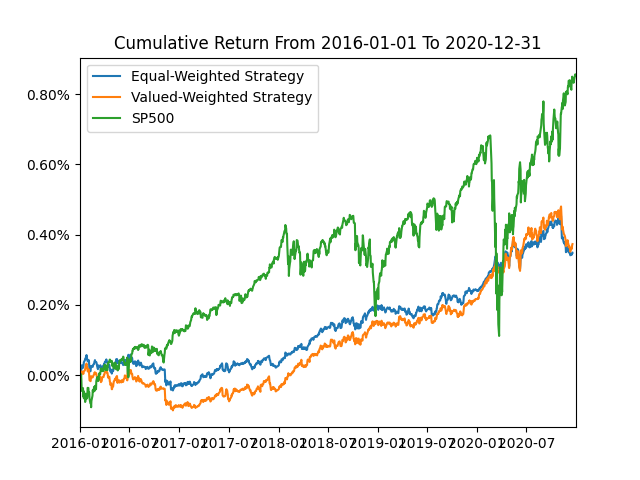 Cumulative Return From 2016-01-01 To 2020-12-31
Equal-Weighted Strategy
Valued-Weighted Strategy
SP500
0.80%
0.60%
0.40%
0.20%
0.00%
2016-01 2016-07 2017-01 2017-07 2018-01 2018-07 2019-01 2019-07 2020-01 2020-07